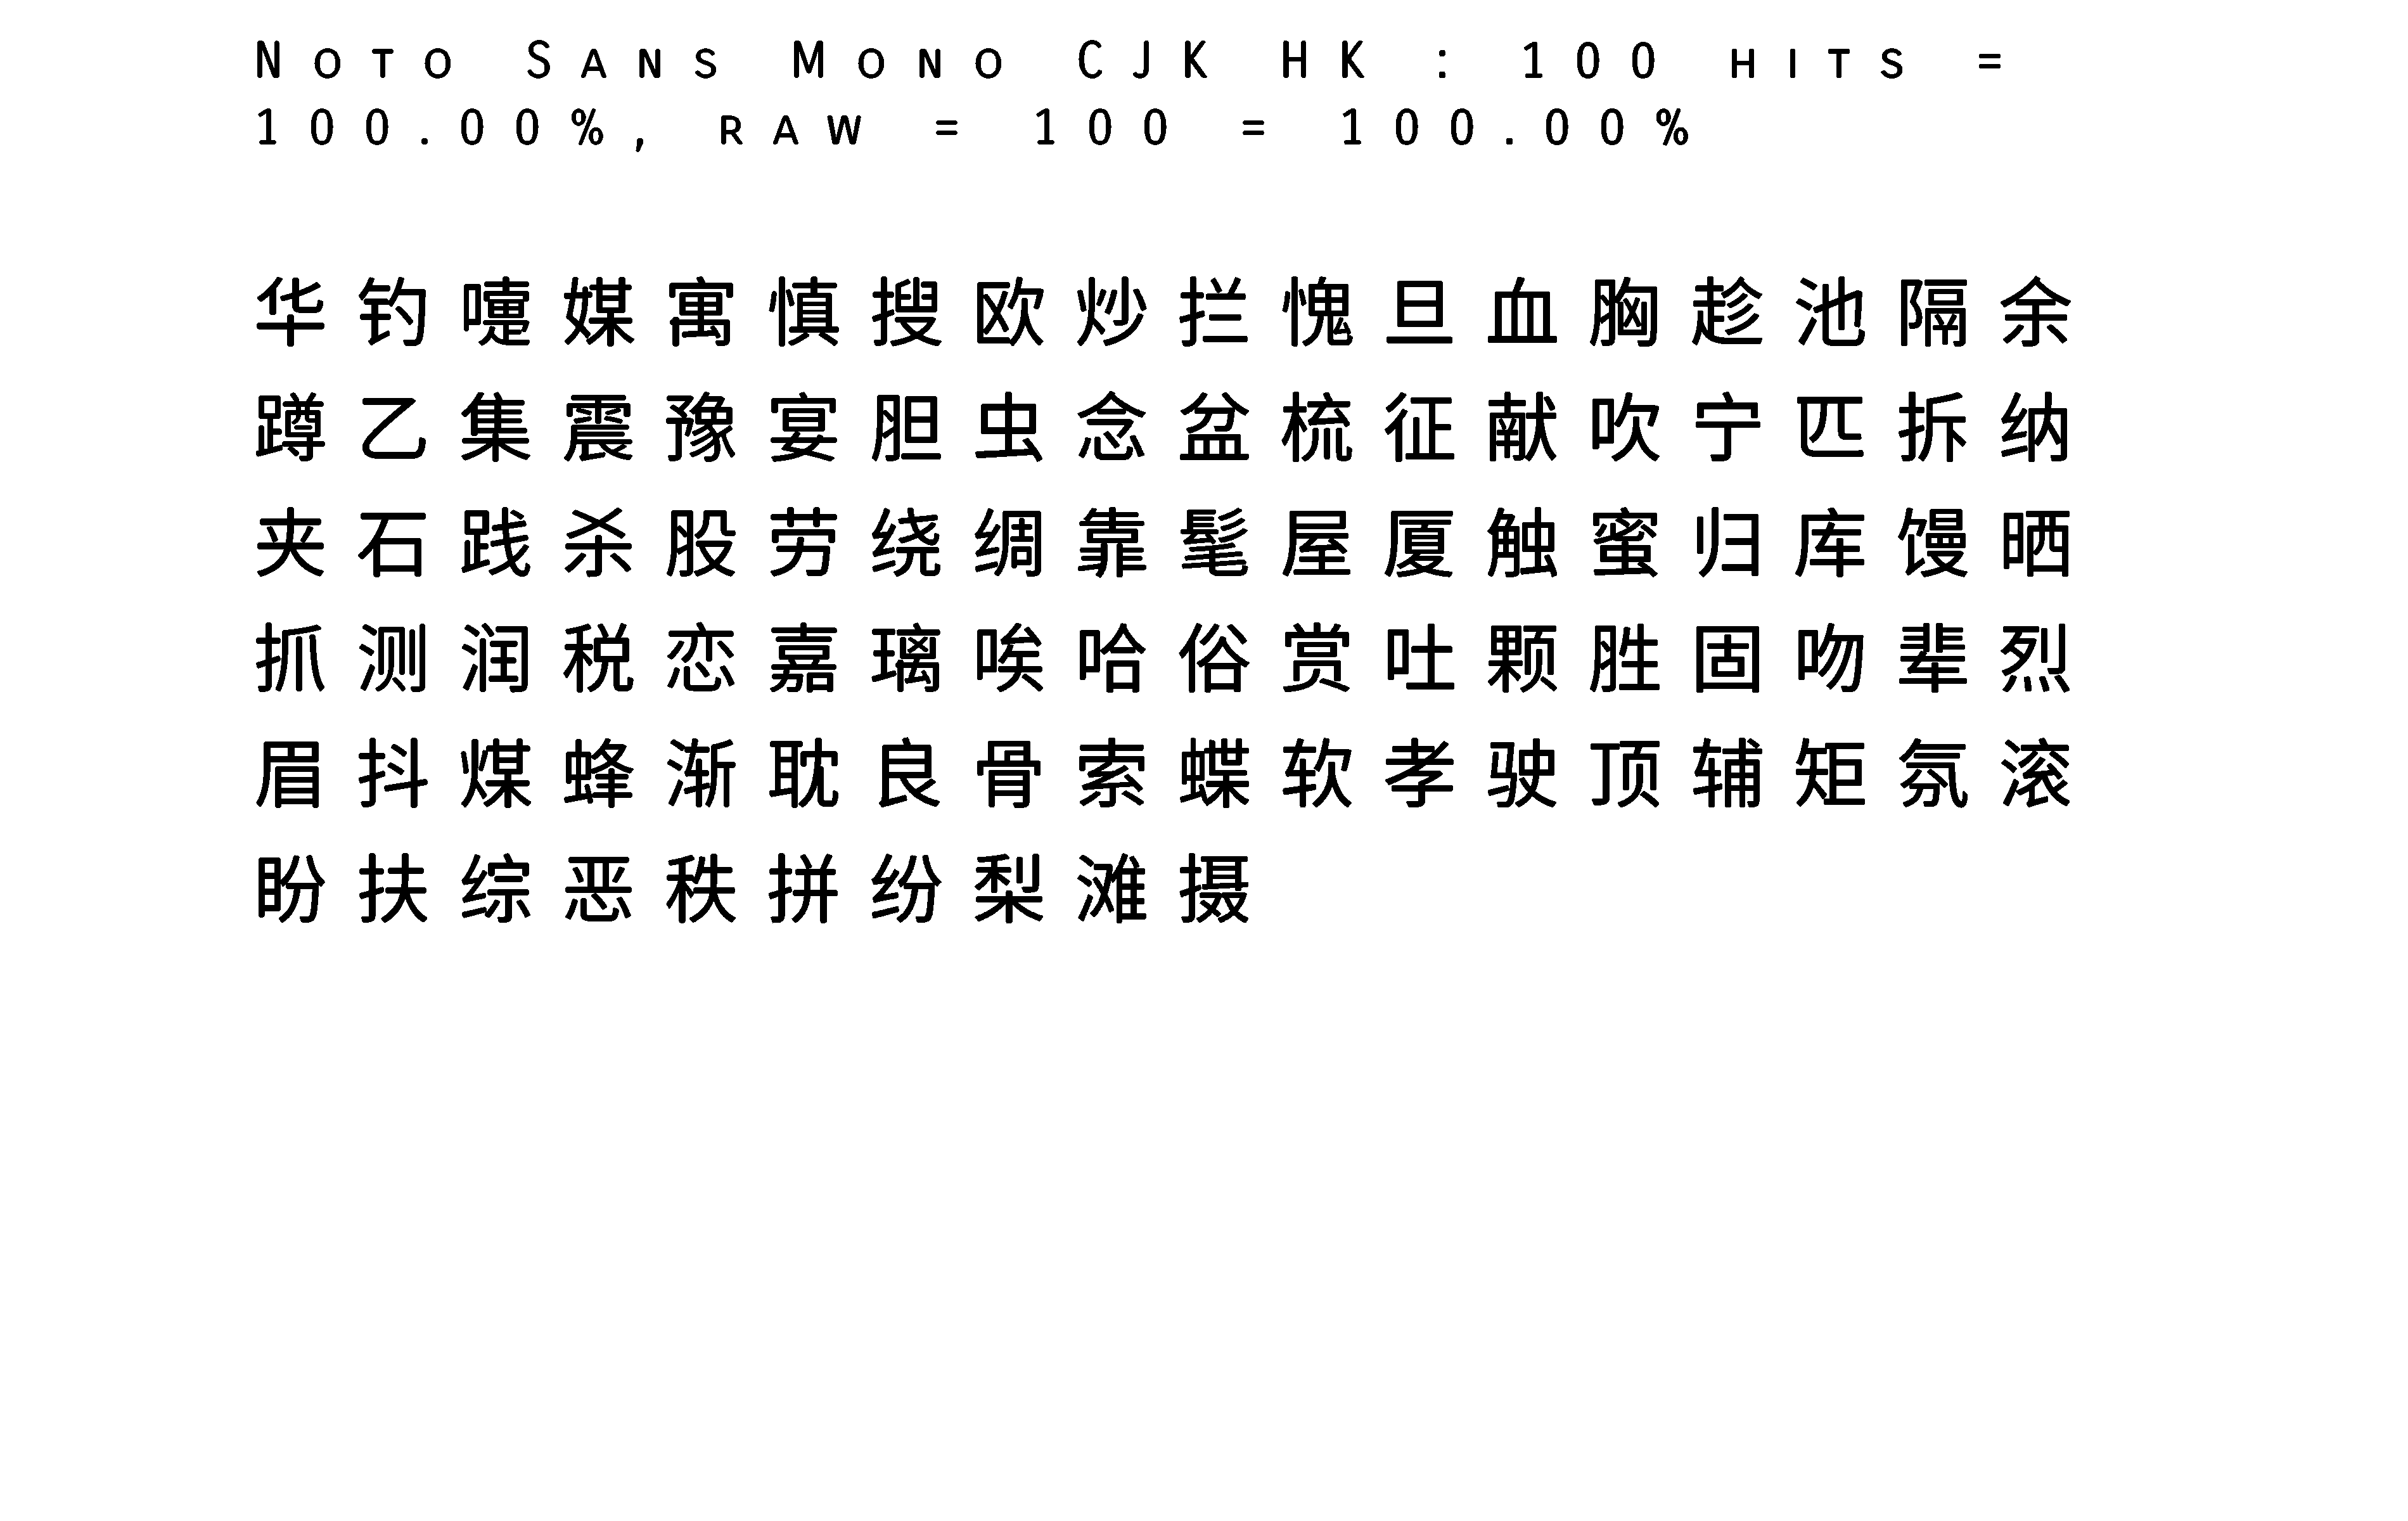 Noto Sans Mono CJK HK : 100 hits =
100.00%, raw = 100 = 100.00%
华钓嚏媒寓慎搜欧炒拦愧旦血胸趁池隔余
蹲乙集震豫宴胆虫念盆梳征献吹宁匹拆纳
夹石践杀股劳绕绸靠髦屋厦触蜜归库馒晒
抓测润税恋嘉璃唉哈俗赏吐颗胜固吻辈烈
眉抖煤蜂渐耽良骨索蝶软孝驶顶辅矩氛滚
盼扶综恶秩拼纷梨滩摄